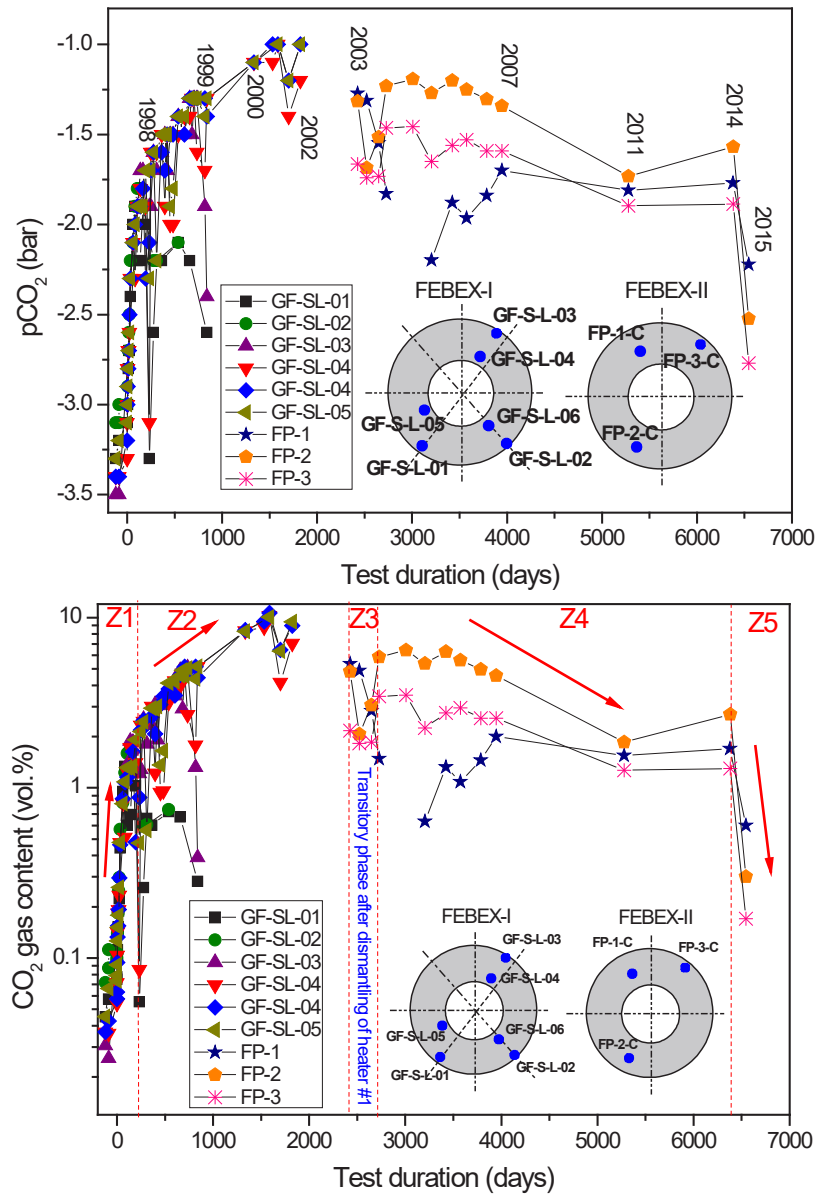 -1.0
-1.5
-2.0
-2.5
-3.0
-3.5
pCO2 (bar)
1998
1999
2000
2002
2003
2007
2011
2014
2015
GF-SL-01
GF-SL-02
GF-SL-03
GF-SL-04
GF-SL-04
GF-SL-05
FP-1
FP-2
FP-3
FEBEX-I
GF-S-L-03
GF-S-L-04
GF-S-L-05
GF-S-L-06
GF-S-L-01
GF-S-L-02
FEBEX-II
FP-1-C
FP-3-C
FP-2-C
0 1000 2000 3000 4000 5000 6000 7000
Test duration (days)
10
1
0.1
CO2 gas content (vol.%)
Z1 Z2 Z3 Z4 Z5
Transitory phase after dismantling of heater #1
GF-SL-01
GF-SL-02
GF-SL-03
GF-SL-04
GF-SL-04
GF-SL-05
FP-1
FP-2
FP-3
FEBEX-I
GF-S-L-03
GF-S-L-04
GF-S-L-05
GF-S-L-06
GF-S-L-01
GF-S-L-02
FEBEX-II
FP-1-C
FP-3-C
FP-2-C
0 1000 2000 3000 4000 5000 6000 7000
Test duration (days)